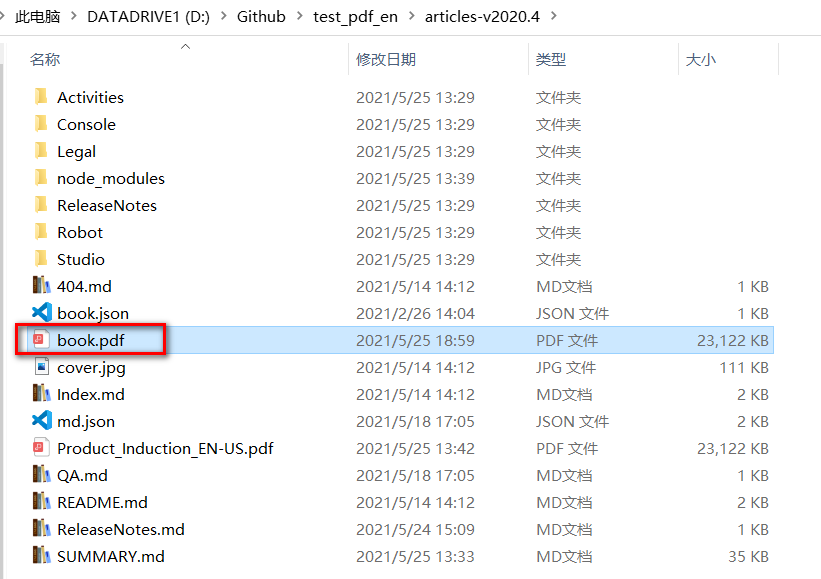 此电脑 > DATADRIVE1 (D:) > Github > test_pdf_en > articles-v2020.4 >
名称 修改日期 类型 大小
Activities 2021/5/25 13:29 文件夹
Console 2021/5/25 13:29 文件夹
Legal 2021/5/25 13:29 文件夹
node_modules 2021/5/25 13:39 文件夹
ReleaseNotes 2021/5/25 13:29 文件夹
Robot 2021/5/25 13:29 文件夹
Studio 2021/5/25 13:29 文件夹
404.md 2021/5/14 14:12 MD文档 1 KB
book.json 2021/2/26 14:04 JSON 文件 1 KB
book.pdf 2021/5/25 18:59 PDF 文件 23,122 KB
cover.jpg 2021/5/14 14:12 JPG 文件 111 KB
Index.md 2021/5/14 14:12 MD文档 2 KB
md.json 2021/5/18 17:05 JSON 文件 2 KB
Product_Induction_EN-US.pdf 2021/5/25 13:42 PDF 文件 23,122 KB
QA.md 2021/5/18 17:05 MD文档 1 KB
README.md 2021/5/14 14:12 MD文档 2 KB
ReleaseNotes.md 2021/5/24 15:09 MD文档 1 KB
SUMMARY.md 2021/5/25 13:33 MD文档 35 KB